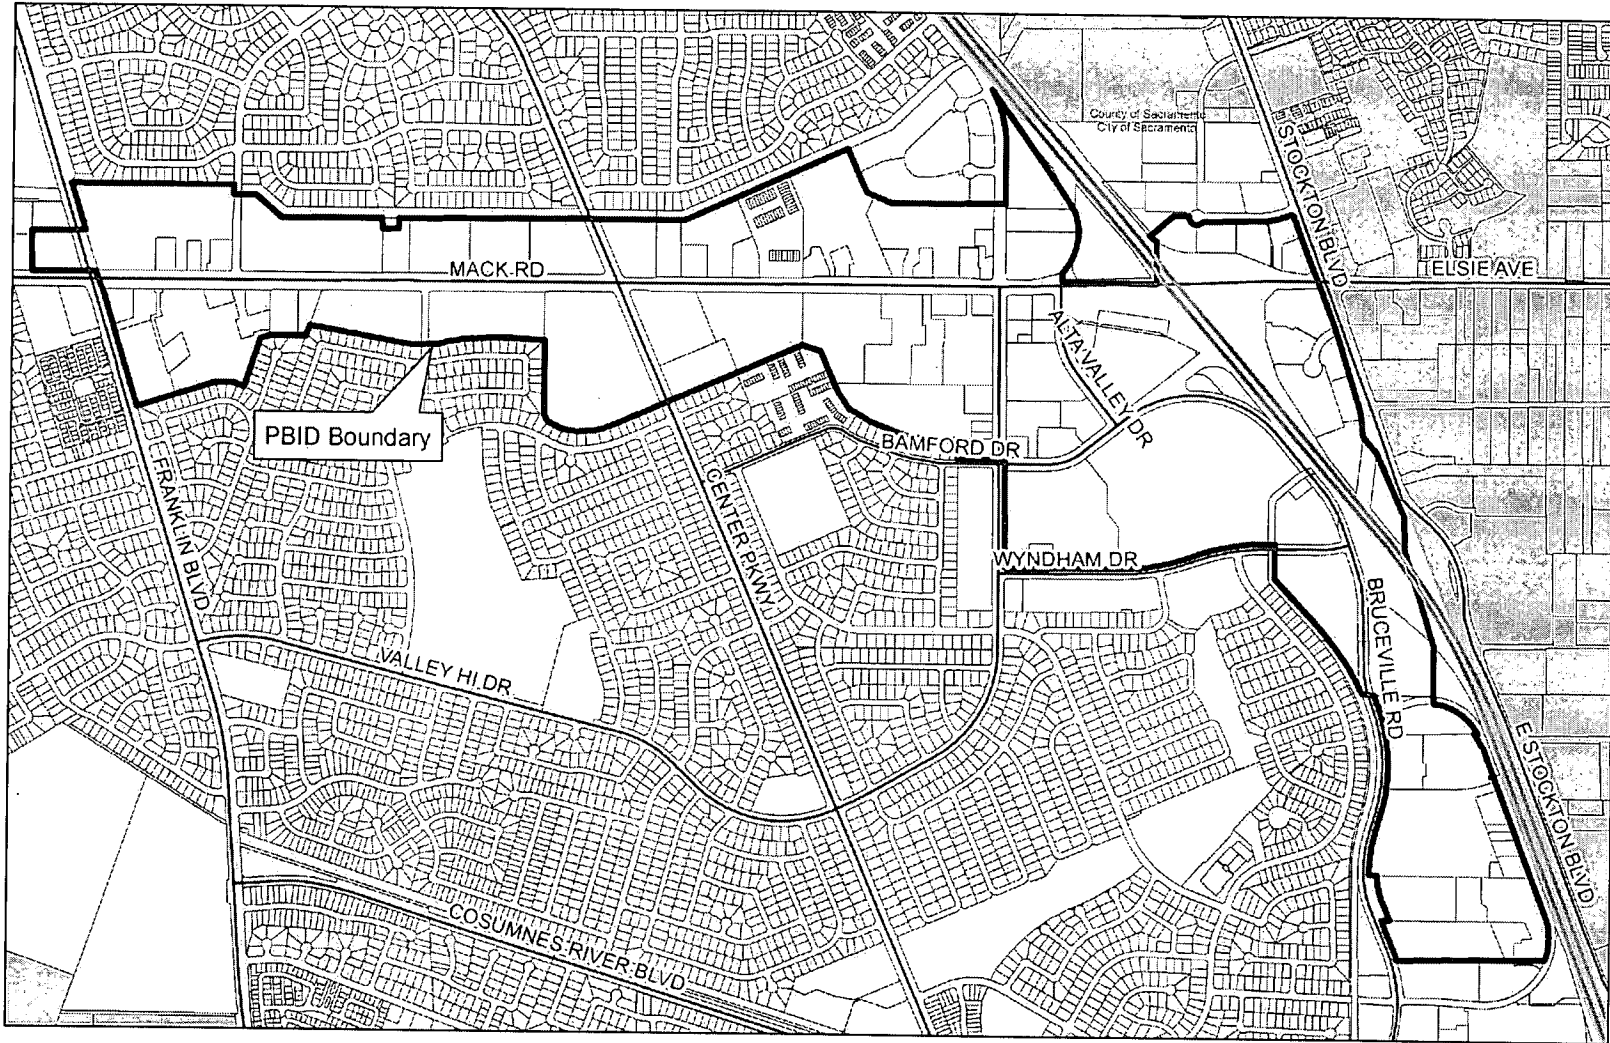 County of Sacramento
City of Sacramento
STOCKTON BLVD
MACK RD
ELSIE AVE
ALTA VALLEY DR
PBID Boundary
BAMFORD DR
FRANKLIN BLVD
CENTER PKWY
WYNDHAM DR
BRUCEVILLE RD
VALLEY HI DR
E STOCKTON BLVD
COSUMNES RIVER BLVD